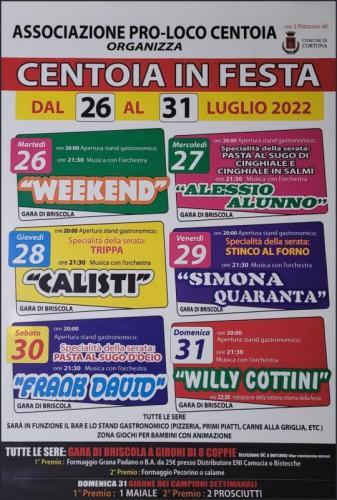 ASSOCIAZIONE PRO-LOCO CENTOIA
ORGANIZZA
con il Patrocinio del
COMUNE DI
CORTONA
CENTOIA IN FESTA
DAL 26 AL 31 LUGLIO 2022
Martedì
26
ore 20:00 Apertura stand gastronomico;
ore 21:30 Musica con l'orchestra
"WEEKEND"
GARA DI BRISCOLA
Mercoledì
27
ore 20:00 Apertura stand gastronomico;
Specialità della serata:
PASTA AL SUGO DI
CINGHIALE E
CINGHIALE IN SALMI
ore 21:30 Musica con l'orchestra
"ALESSIO
ALUNNO"
GARA DI BRISCOLA
Giovedì
28
ore 20:00 Apertura stand gastronomico;
Specialità della serata:
TRIPPA
ore 21:30 Musica con l'orchestra
"CALISTI"
GARA DI BRISCOLA
Venerdì
29
ore 20:00 Apertura stand gastronomico;
Specialità della serata:
STINCO AL FORNO
ore 21:30 Musica con l'orchestra
"SIMONA
QUARANTA"
GARA DI BRISCOLA
Sabato
30
ore 20:00
Apertura stand gastronomico;
Specialità della serata:
PASTA AL SUGO D'OCIO
ore 21:30 Musica con l'Orchestra
"FRANK DAVID"
GARA DI BRISCOLA
Domenica
31
ore 20:00
Apertura stand gastronomico;
ore 21:30
Musica con l'Orchestra
"WILLY COTTINI"
ore 22:30 estrazione della lotteria interna della festa
GARA DI BRISCOLA
TUTTE LE SERE
SARÀ IN FUNZIONE IL BAR E LO STAND GASTRONOMICO (PIZZERIA, PRIMI PIATTI, CARNE ALLA GRIGLIA, ETC )
ZONA GIOCHI PER BAMBINI CON ANIMAZIONE
TUTTE LE SERE: GARA DI BRISCOLA A GIRONI DI 8 COPPIE
1° Premio : Formaggio Grana Padano o B.A. da 25€ presso Distributore ENI Camucia o Bistecche
2° Premio : Formaggio Pecorino o salame
DOMENICA 31 GIRONE DEI CAMPIONI SETTIMANALI
1° Premio : 1 MAIALE 2° Premio : 2 PROSCIUTTI